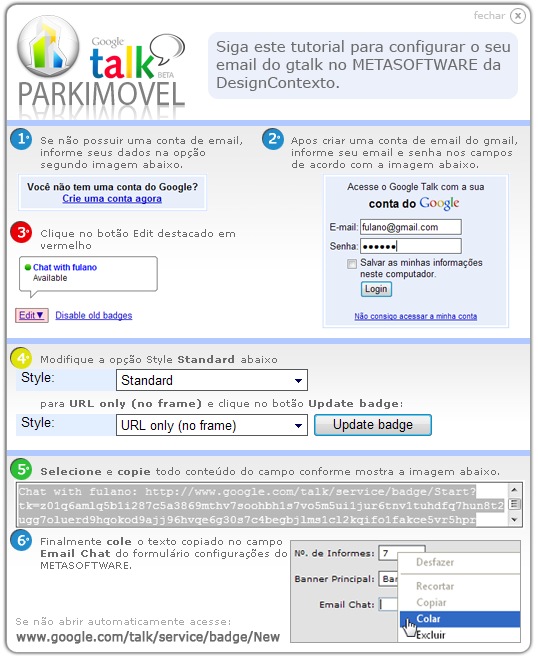 fechar
Google
talk
BETA
PARKIMOVEL
Siga este tutorial para configurar o seu
email do gtalk no METASOFTWARE da
DesignContexto.
1º
Se não possuir uma conta de email,
informe seus dados na opção
segundo imagem abaixo.
Você não tem uma conta do Google?
Crie uma conta agora
2º
Apos criar uma conta de email do gmail,
informe seu email e senha nos campos
de acordo com a imagem abaixo.
Acesse o Google Talk com a sua
conta do Google
E-mail: fulano@gmail.com
Senha: ●●●●●●
Salvar as minhas informações
neste computador.
Login
Não consigo acessar a minha conta
3º
Clique no botão Edit destacado em
vermelho
Chat with fulano
Available
Edit▼ Disable old badges
4º
Modifique a opção Style Standard abaixo
Style: Standard
para URL only (no frame) e clique no botão Update badge:
Style: URL only (no frame) Update badge
5º
Selecione e copie todo conteúdo do campo conforme mostra a imagem abaixo.
Chat with fulano: http://www.google.com/talk/service/badge/Start?
tk=z01q6amlq5b1i287c5a3869mthv7soohbh1s7vo5m5ui1jur6tnv1tuhdfq7hun8t2
ugg7oluerd9hqokod9ajj96hvqe6g30s7c4begbjlms1cl2kqifo1fakce5vr5hpr
6º
Finalmente cole o texto copiado no campo
Email Chat do formulário configurações do
METASOFTWARE.
Nº. de Informes: 7
Banner Principal: Ban
Email Chat:
Desfazer
Recortar
Copiar
Colar
Excluir
Se não abrir automaticamente acesse:
www.google.com/talk/service/badge/New